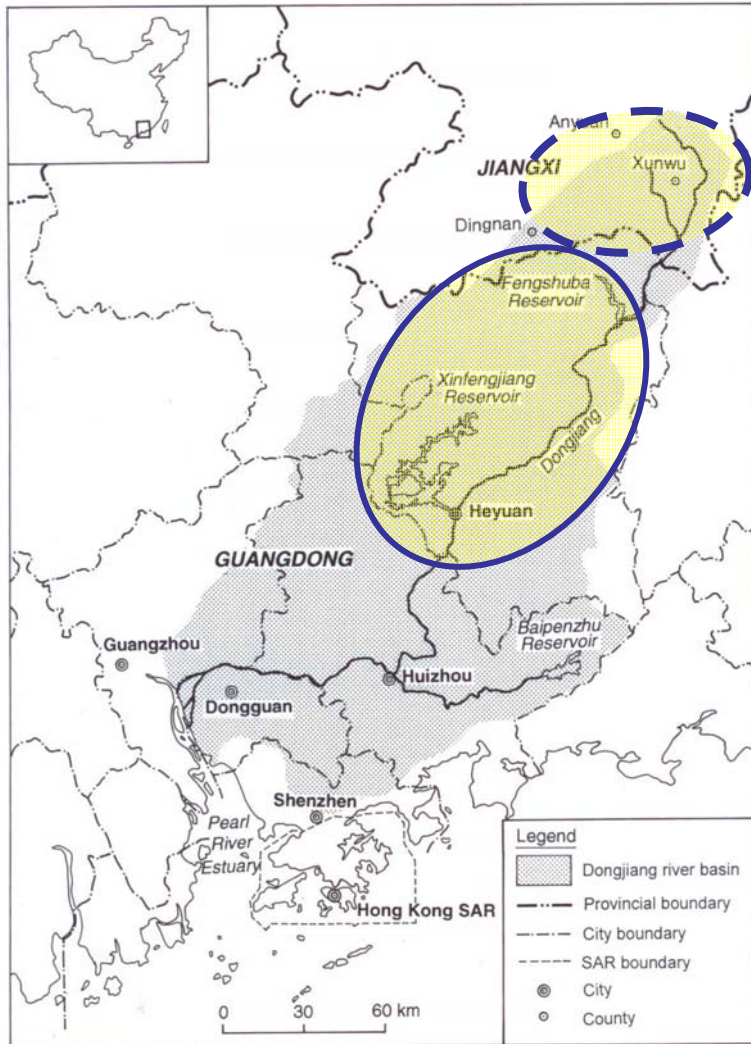 Anyuan
JIANGXI
Xunwu
Dingnan
Fengshuba
Reservoir
Xinfengjiang
Reservoir
Dongjiang
Heyuan
GUANGDONG
Baipenzhu
Reservoir
Guangzhou
Huizhou
Dongguan
Shenzhen
Pearl
River
Estuary
Hong Kong SAR
0 30 60 km
Legend
Dongjiang river basin
Provincial boundary
City boundary
SAR boundary
City
County